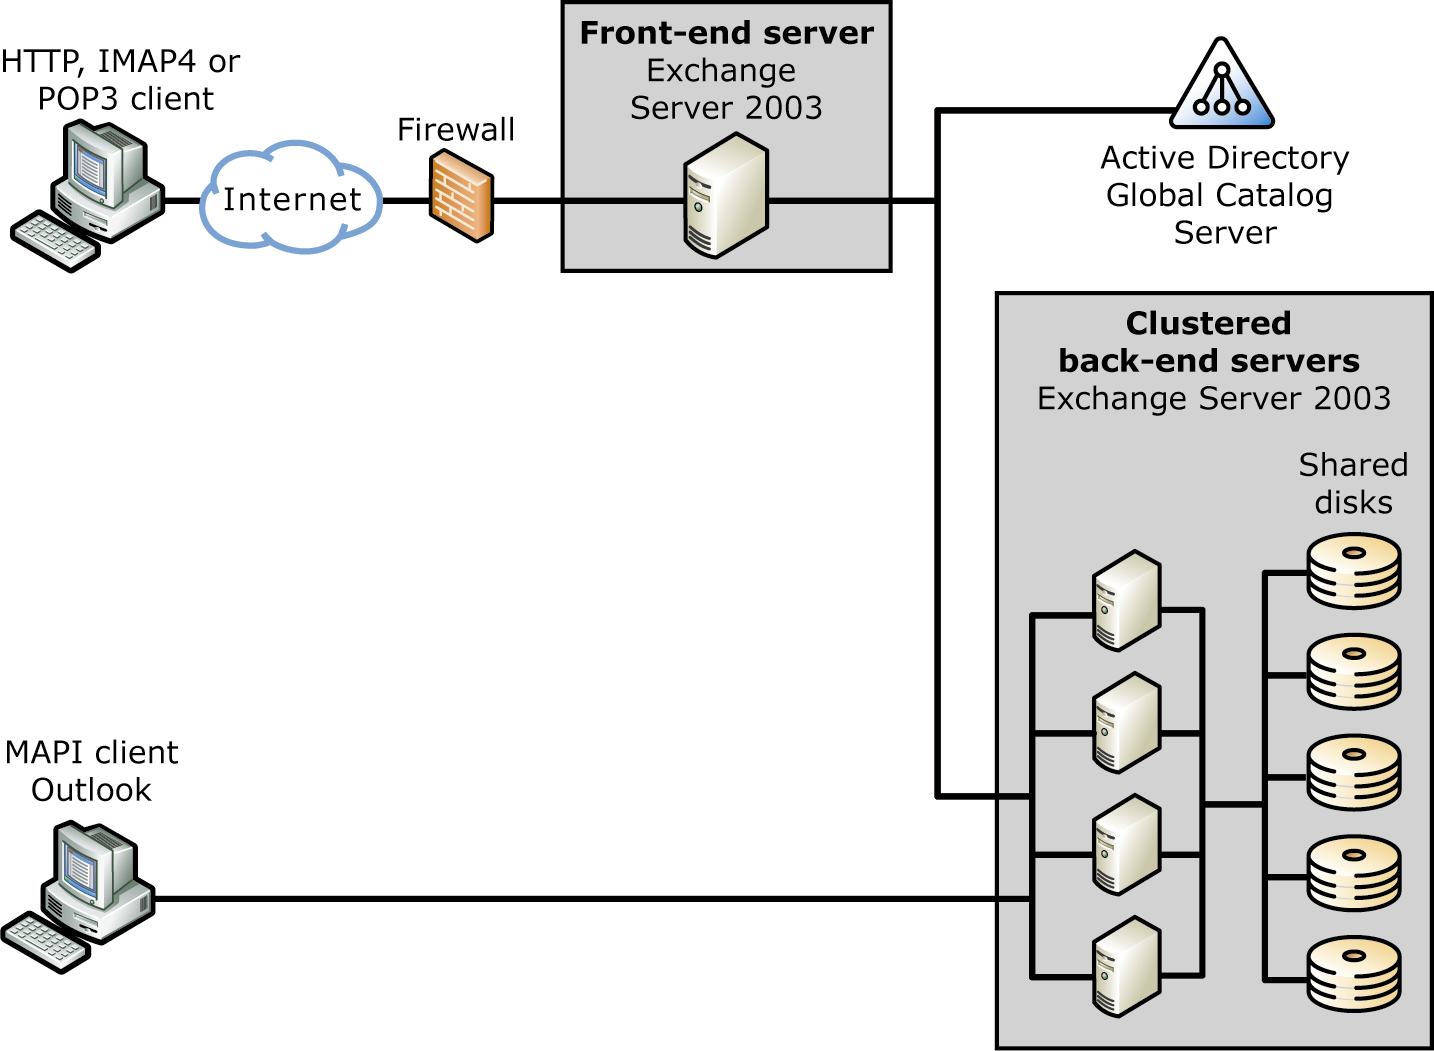 HTTP, IMAP4 or
POP3 client
Internet
Firewall
Front-end server
Exchange
Server 2003
Active Directory
Global Catalog
Server
Clustered
back-end servers
Exchange Server 2003
Shared
disks
MAPI client
Outlook